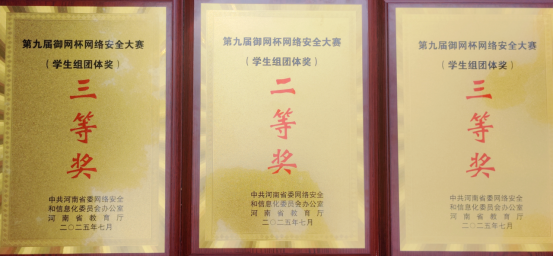 第九届御网杯网络安全大赛
(学生组团体奖)
三等奖
中共河南省委网络安全
和信息化委员会办公室
河南省教育厅
二〇二五年七月
第九届御网杯网络安全大赛
(学生组团体奖)
二等奖
中共河南省委网络安全
和信息化委员会办公室
河南省教育厅
二〇二五年七月
第九届御网杯网络安全大赛
(学生组团体奖)
三等奖
中共河南省委网络安全
和信息化委员会办公室
河南省教育厅
二〇二五年七月